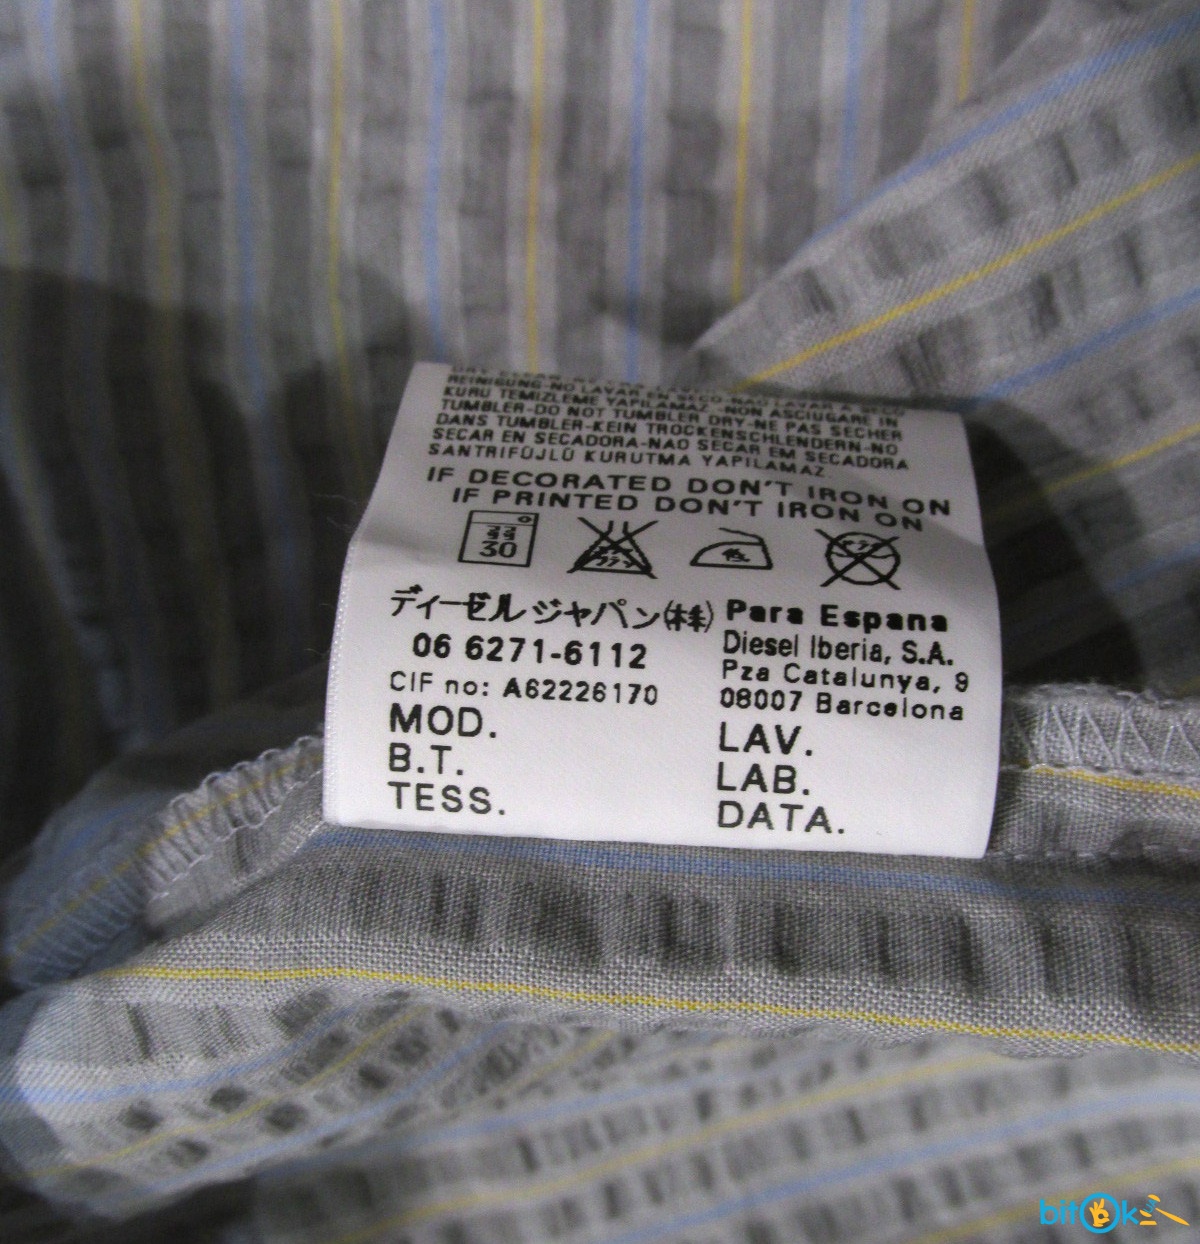 REINIGUNG-NO LAVAR EN SECO-NAO LAVAR A SECO
KURU TEMIZLEME YAPILAMAZ.-NON ASCIUGARE IN
TUMBLER-DO NOT TUMBLER DRY-NE PAS SECHER
DANS TUMBLER-KEIN TROCKENSCHLENDERN-NO
SECAR EN SECADORA-NAO SECAR EM SECADORA
SANTRIFÜJLÜ KURUTMA YAPILAMAZ.
IF DECORATED DON'T IRON ON
IF PRINTED DON'T IRON ON
30
ディーゼルジャパン(株) Para Espana
06 6271-6112 Diesel Iberia, S.A.
CIF no: A62226170 Pza Catalunya, 9
08007 Barcelona
MOD. LAV.
B.T. LAB.
TESS. DATA.
bitOk